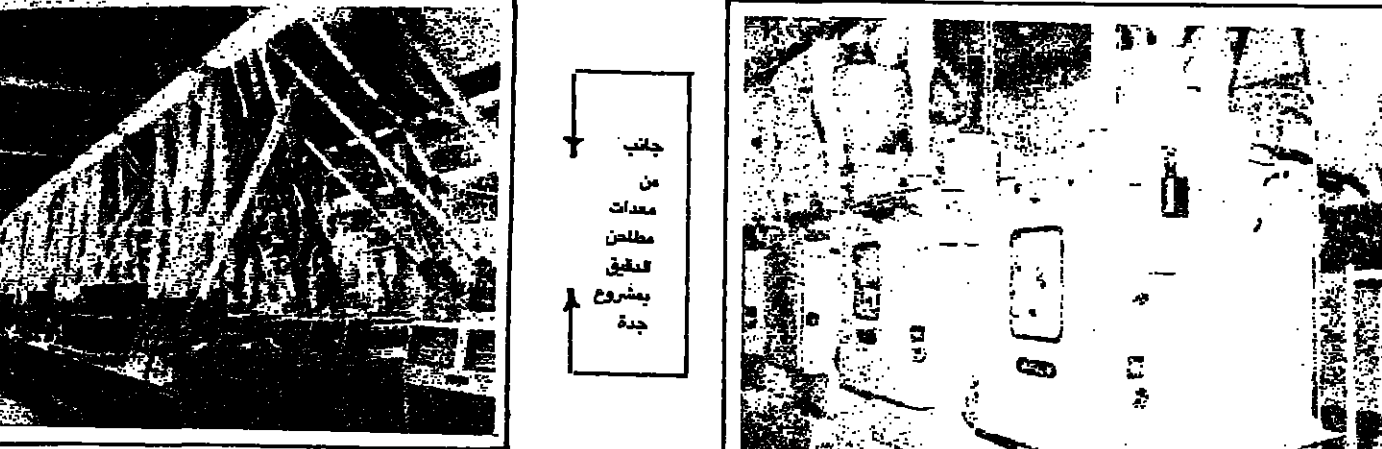 جانب
من
معدات
مطاحن
الدقيق
بمشروع
جدة